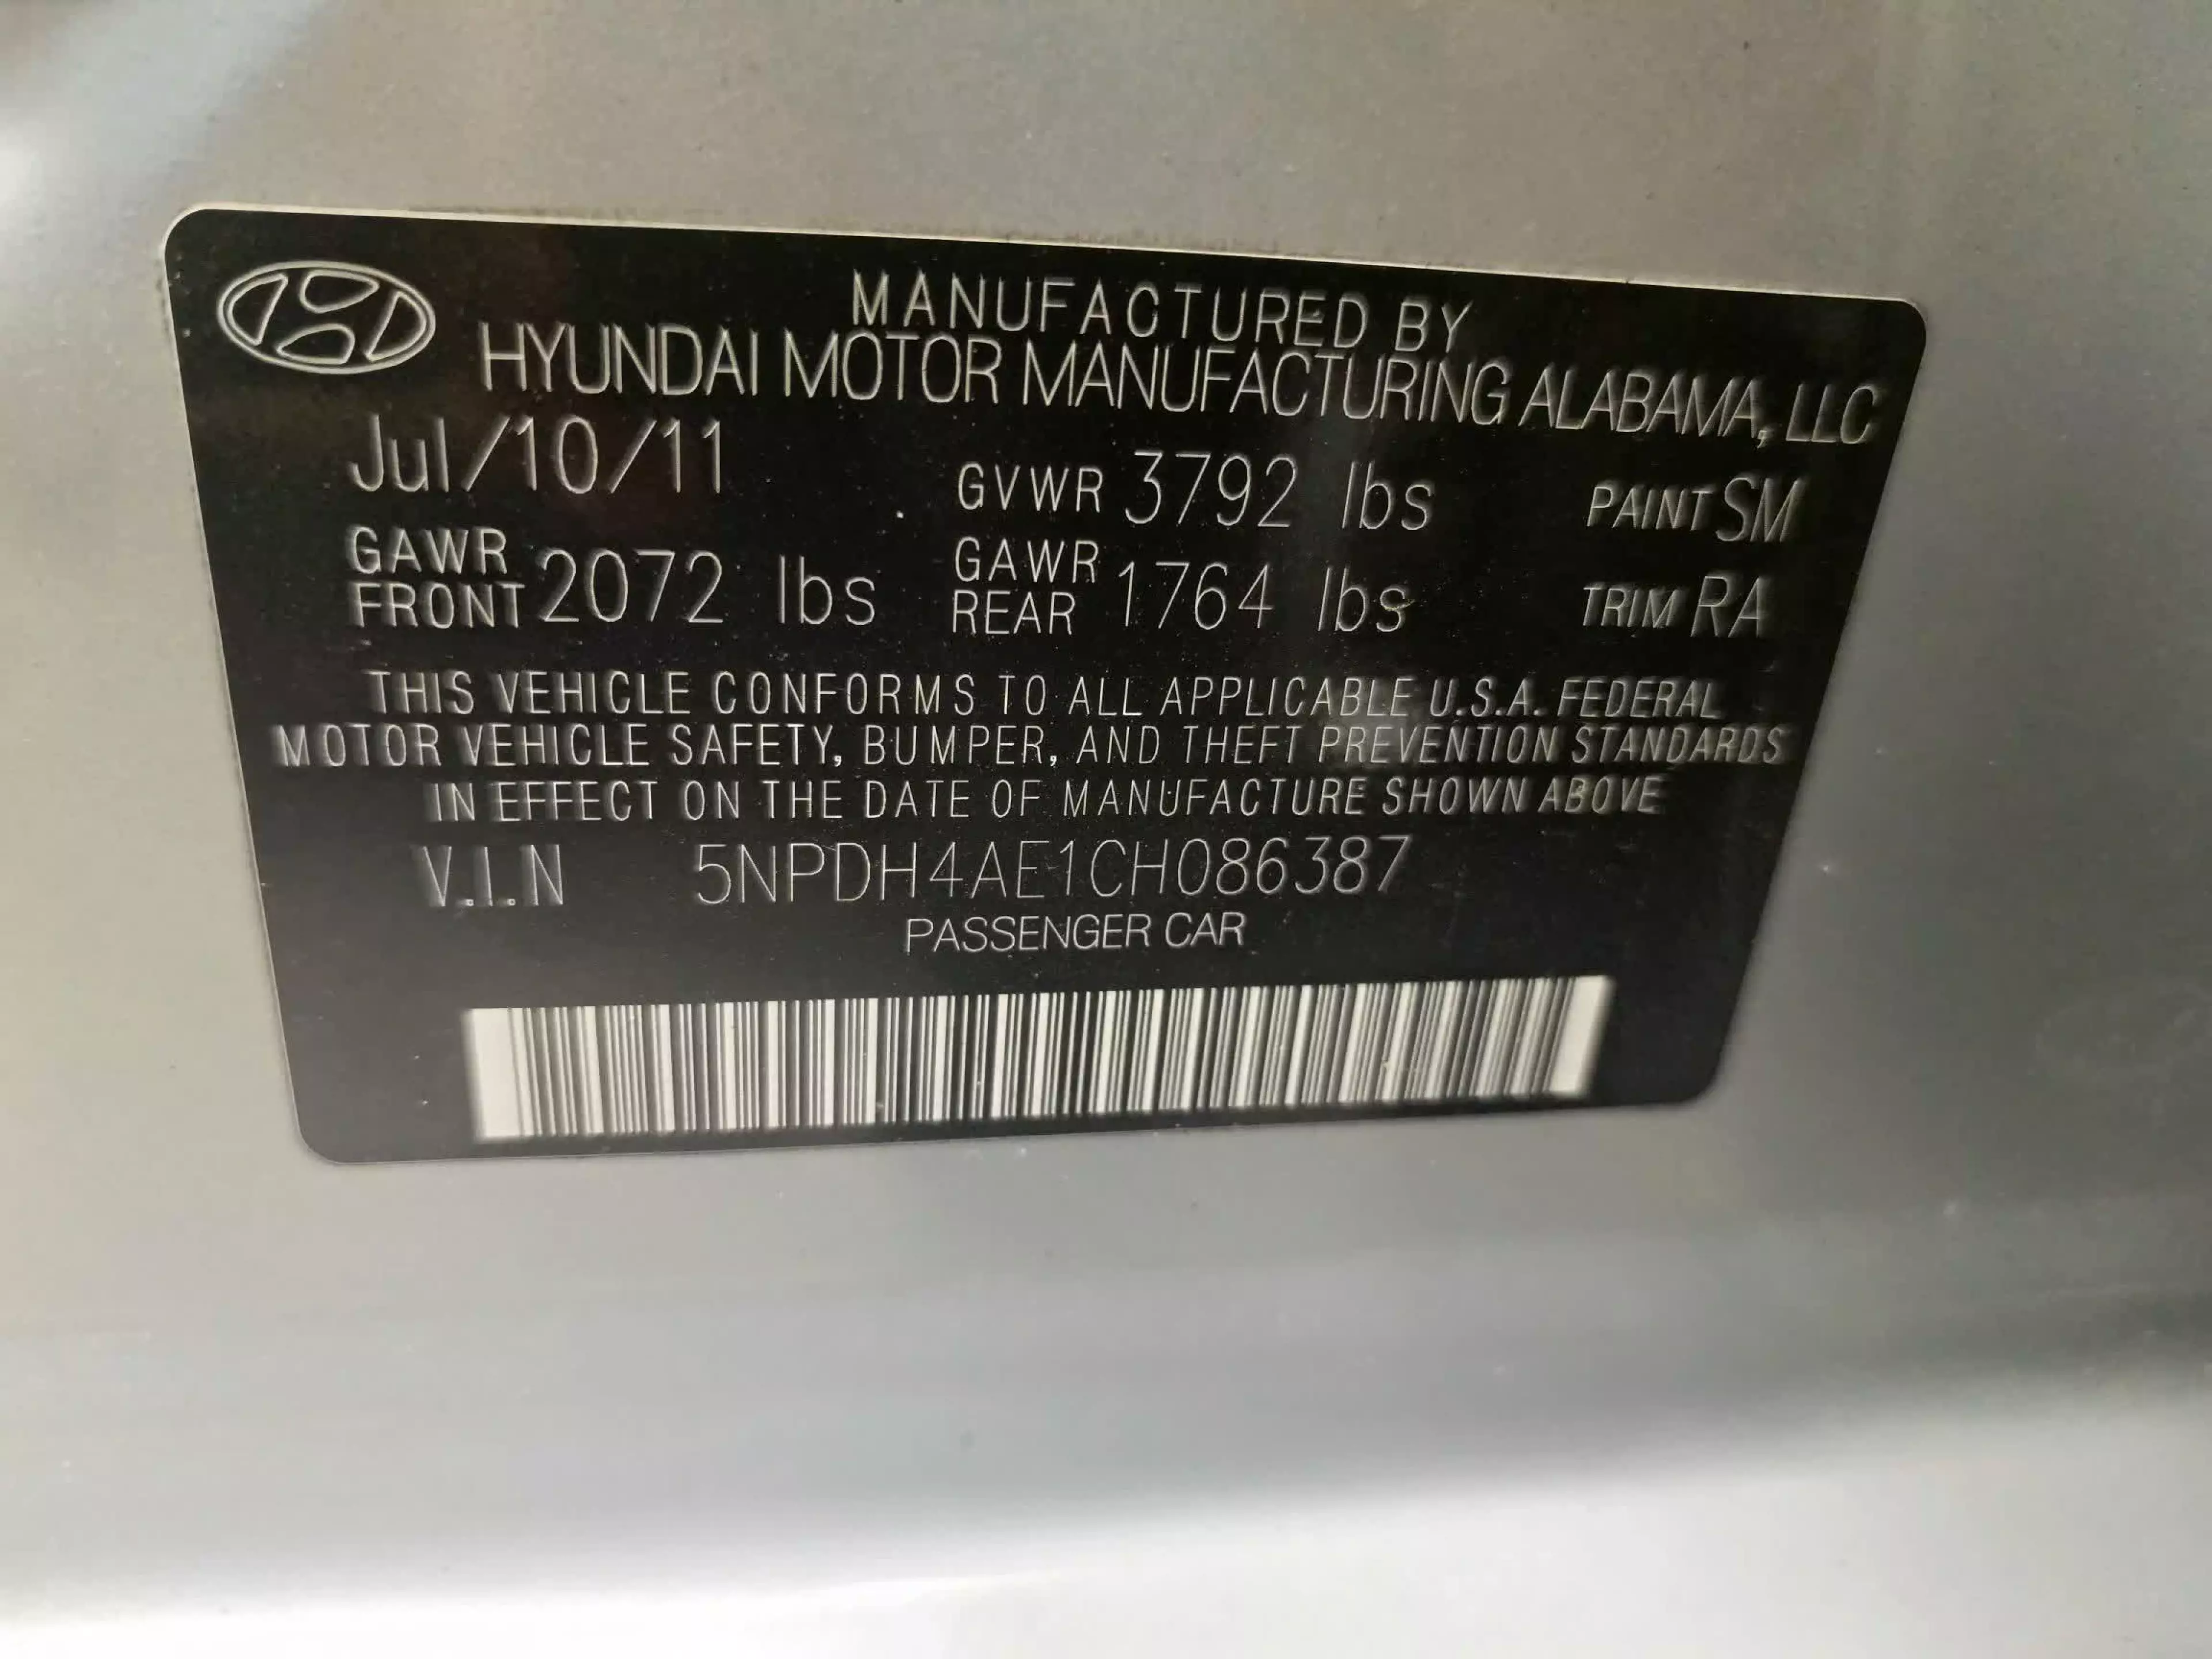 MANUFACTURED BY
HYUNDAI MOTOR MANUFACTURING ALABAMA, LLC
Jul/10/11 GVWR 3792 lbs PAINT SM
GAWR FRONT 2072 lbs GAWR REAR 1764 lbs TRIM RA
THIS VEHICLE CONFORMS TO ALL APPLICABLE U.S.A. FEDERAL
MOTOR VEHICLE SAFETY, BUMPER, AND THEFT PREVENTION STANDARDS
IN EFFECT ON THE DATE OF MANUFACTURE SHOWN ABOVE
V.I.N 5NPDH4AE1CH086387
PASSENGER CAR